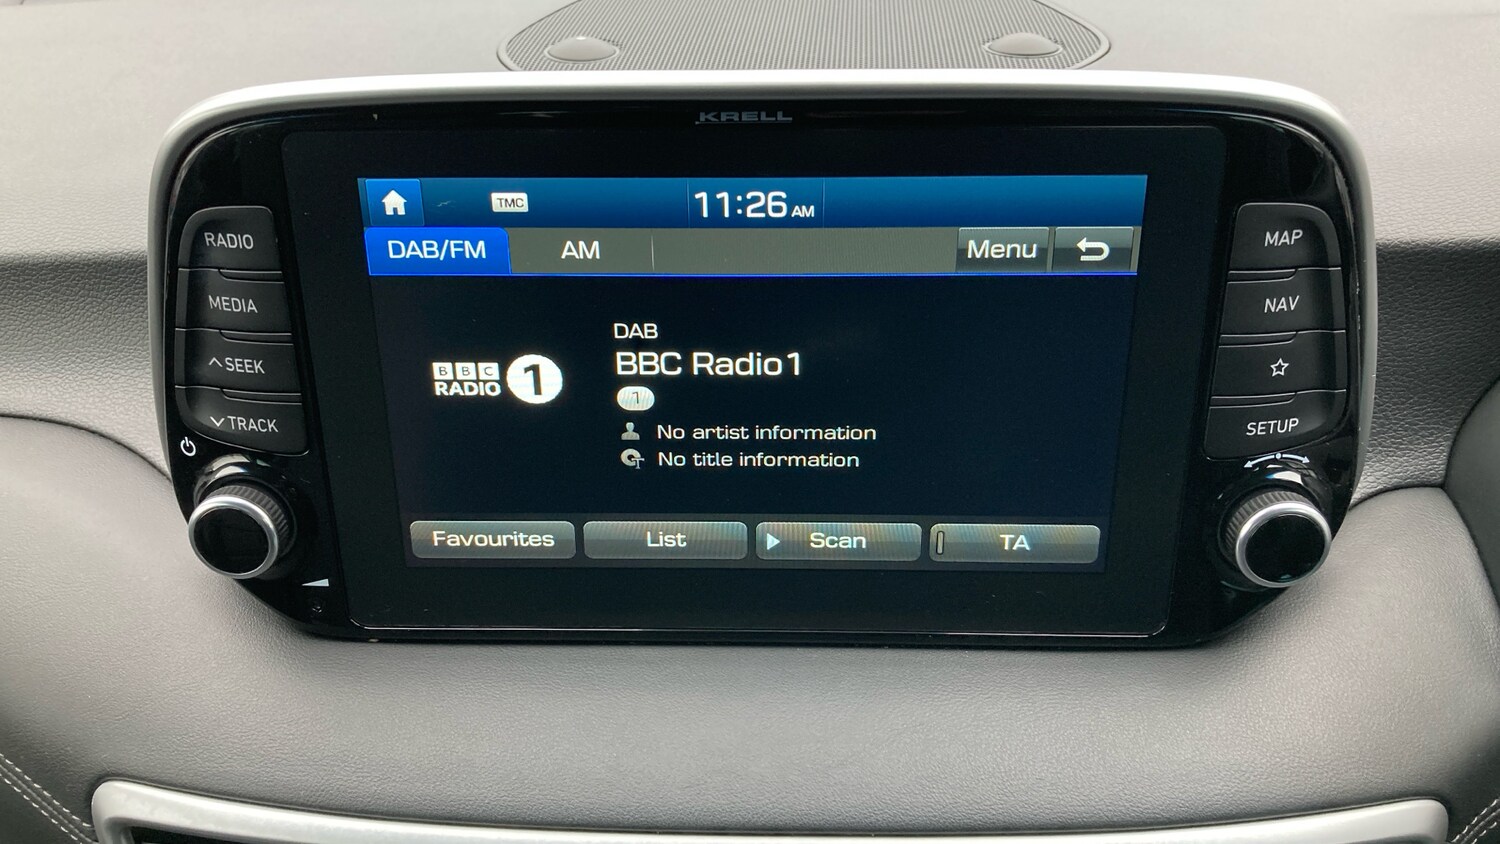 KRELL
TMC
11:26 AM
DAB/FM AM Menu
RADIO
MEDIA
SEEK
TRACK
BBC
RADIO 1
DAB
BBC Radio 1
1
No artist information
No title information
Favourites List Scan TA
MAP
NAV
SETUP